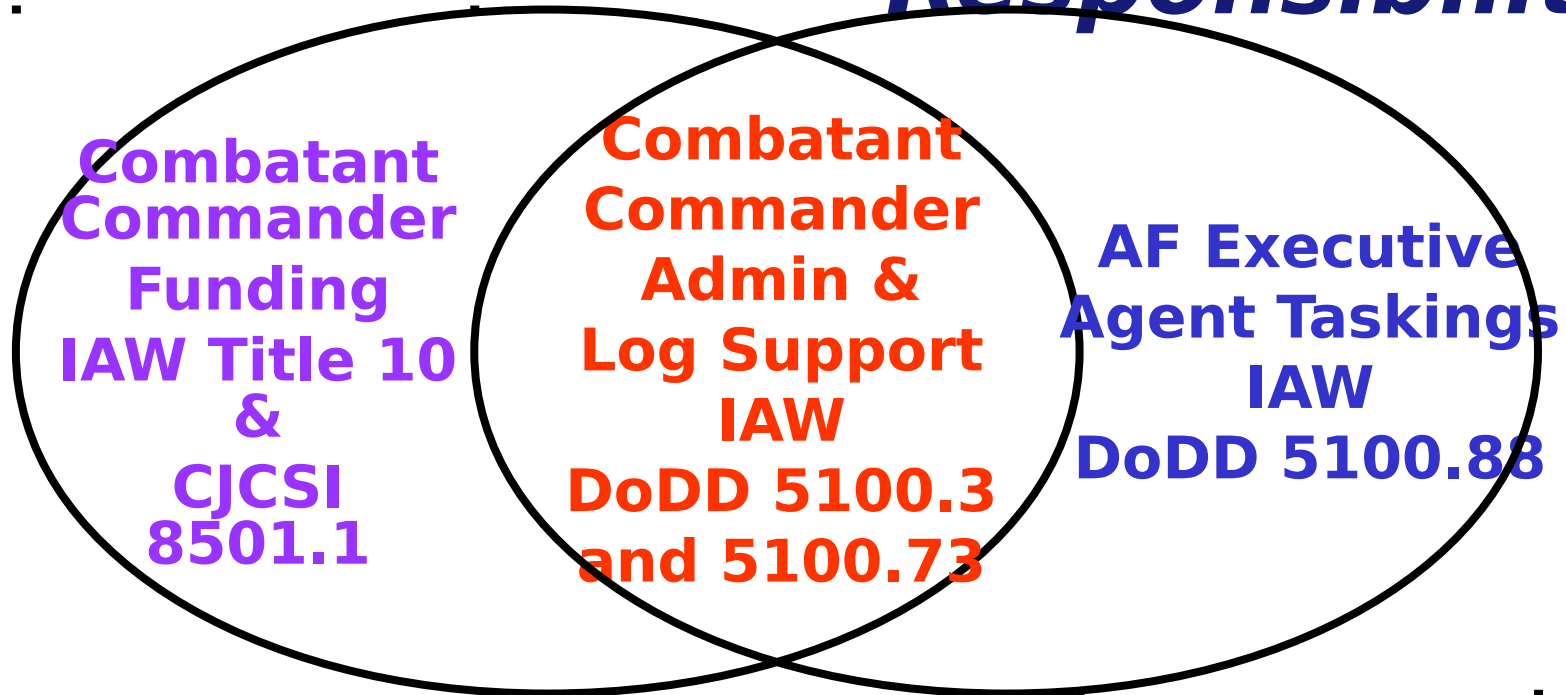 Combatant
Commander
Funding
IAW Title 10
&
CJCSI
8501.1
Combatant
Commander
Admin &
Log Support
IAW
DoDD 5100.3
and 5100.73
AF Executive
Agent Taskings
IAW
DoDD 5100.88